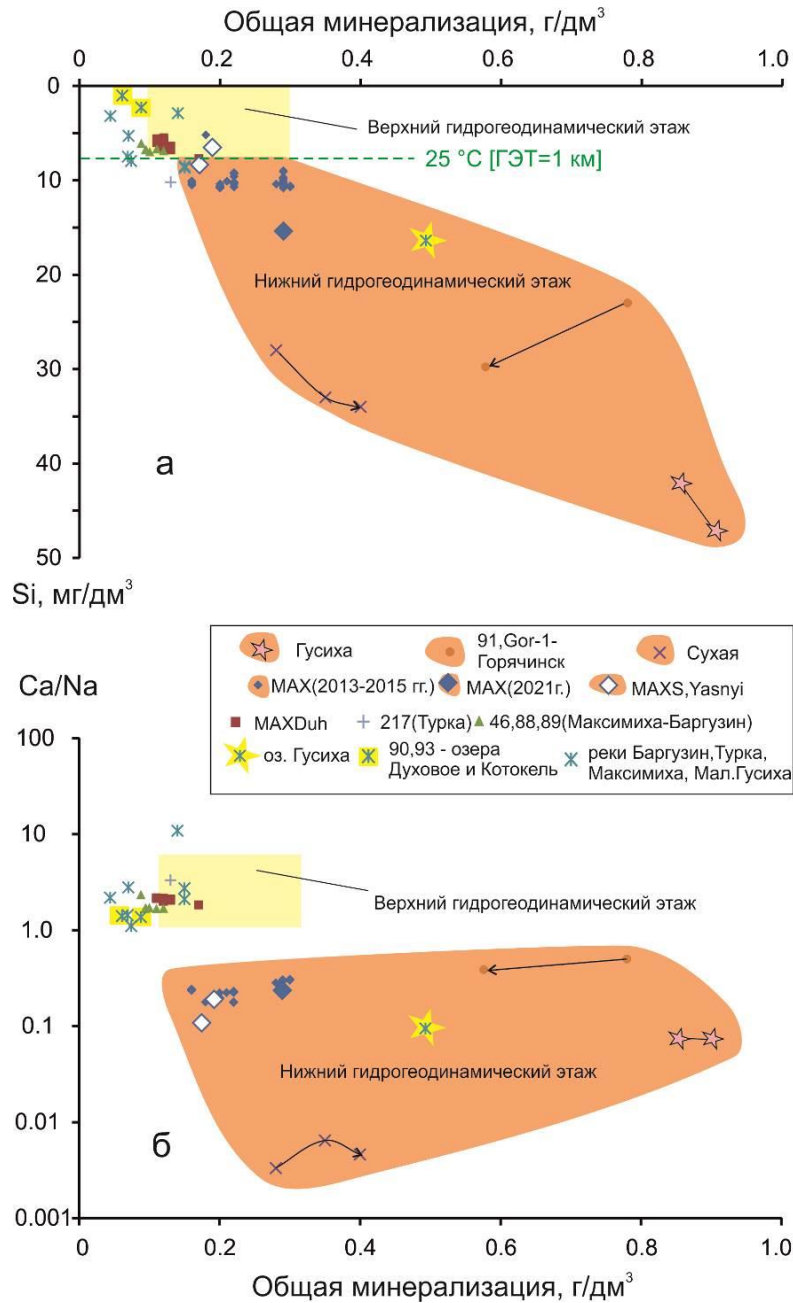 Общая минерализация, г/дм³
0 0.2 0.4 0.6 0.8 1.0
0
Верхний гидрогеодинамический этаж
25 °C [ГЭТ=1 км]
10
20
Нижний гидрогеодинамический этаж
30
40
а
50
Si, мг/дм³
Гусиха
91,Gor-1-
Горячинск
Сухая
MAX(2013-2015 гг.)
MAX(2021г.)
MAXS,Yasnyi
MAXDuh
217(Турка)
46,88,89(Максимиха-Баргузин)
оз. Гусиха
90,93 - озера
Духовое и Котокель
реки Баргузин,Турка,
Максимиха, Мал.Гусиха
Ca/Na
100
10
Верхний гидрогеодинамический этаж
1.0
0.1
Нижний гидрогеодинамический этаж
0.01
б
0.001
0.2 0.4 0.6 0.8 1.0
Общая минерализация, г/дм³